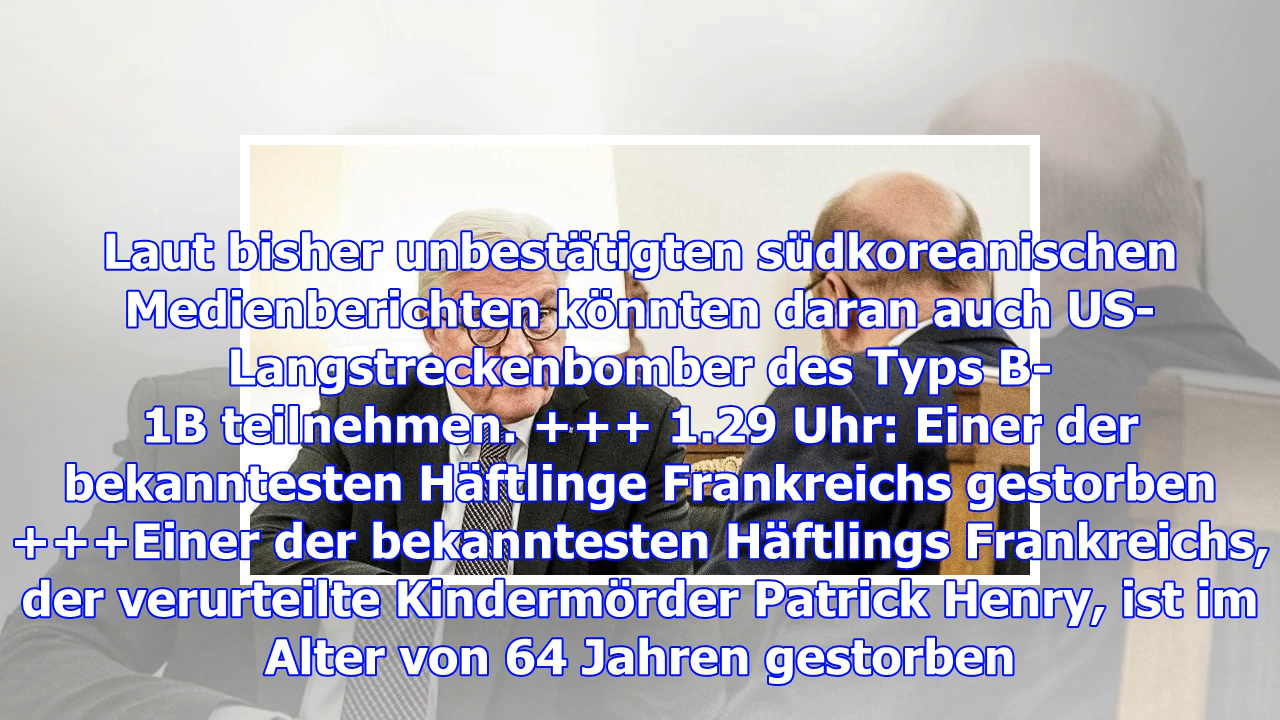 Laut bisher unbestätigten südkoreanischen
Medienberichten könnten daran auch US-
Langstreckenbomber des Typs B-
1B teilnehmen. +++ 1.29 Uhr: Einer der
bekanntesten Häftlinge Frankreichs gestorben
+++Einer der bekanntesten Häftlings Frankreichs,
der verurteilte Kindermörder Patrick Henry, ist im
Alter von 64 Jahren gestorben